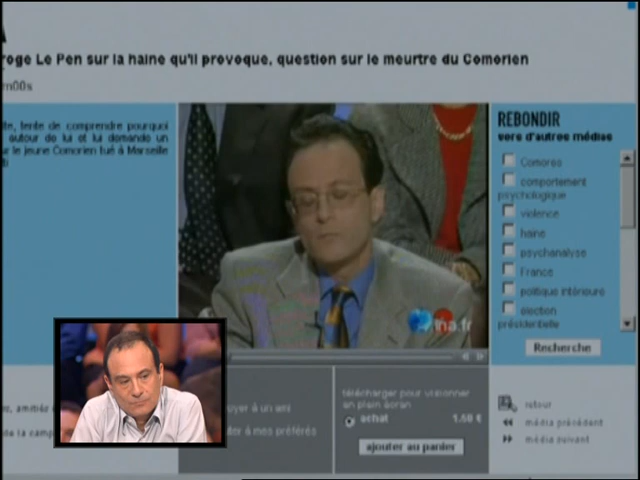 A
roge Le Pen sur la haine qu'il provoque, question sur le meurtre du Comorien
m00s
tente de comprendre pourquoi
autour de lui et lui demande un
le jeune Comorien tué à Marseille
REBONDIR
vers d'autres médias
Comores
comportement
psychologique
violence
haine
psychanalyse
France
politique intérieure
élection
présidentielle
Recherche
ina.fr
oyer à un ami
à mes préférés
télécharger pour visionner
en plein écran
achat 1.50 €
ajouter au panier
retour
média précédent
média suivant